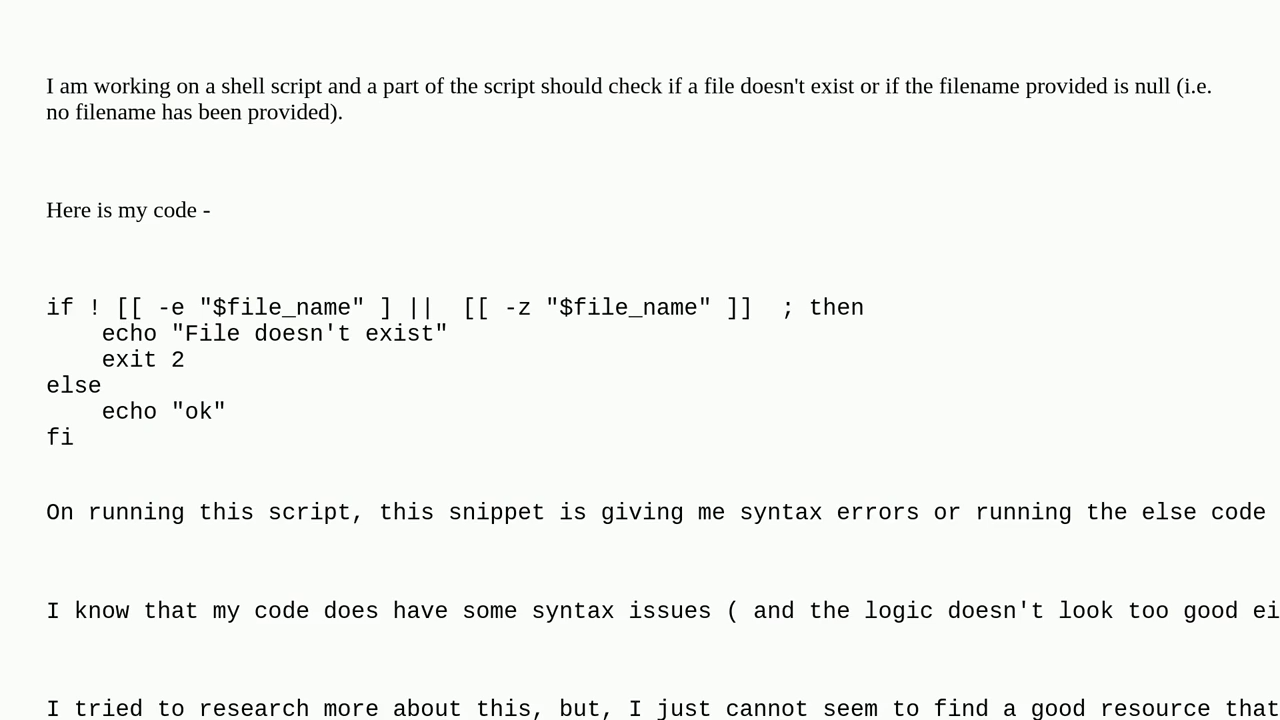 I am working on a shell script and a part of the script should check if a file doesn't exist or if the filename provided is null (i.e.
no filename has been provided).
Here is my code -
if ! [[ -e "$file_name" ] ||  [[ -z "$file_name" ]]  ; then
    echo "File doesn't exist"
    exit 2
else
    echo "ok"
fi
On running this script, this snippet is giving me syntax errors or running the else code
I know that my code does have some syntax issues ( and the logic doesn't look too good ei
I tried to research more about this, but, I just cannot seem to find a good resource that